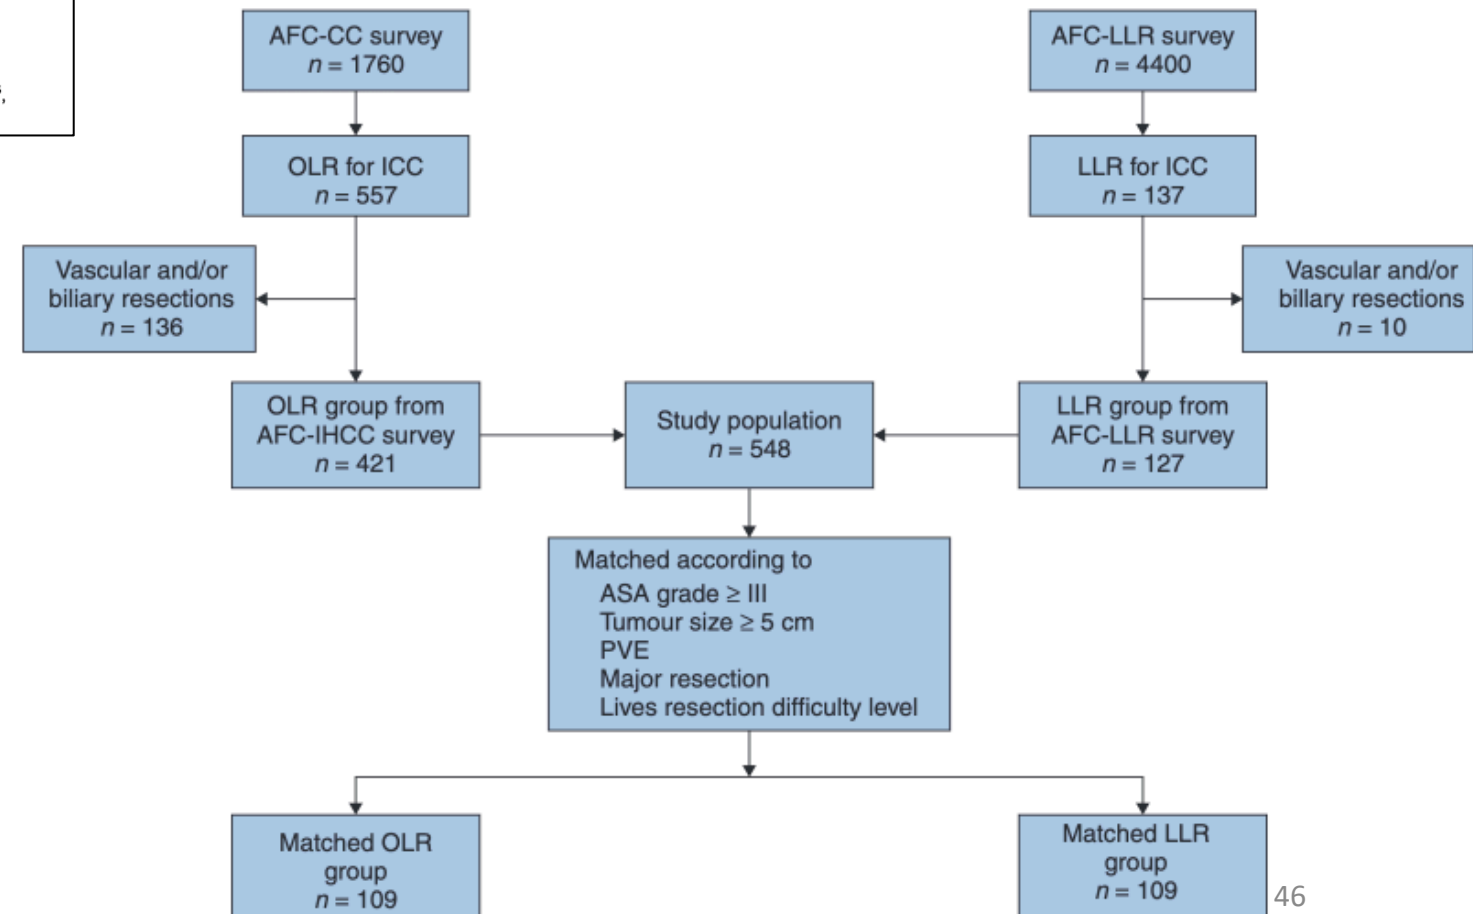 AFC-CC survey
n = 1760
AFC-LLR survey
n = 4400
OLR for ICC
n = 557
LLR for ICC
n = 137
Vascular and/or
biliary resections
n = 136
Vascular and/or
billary resections
n = 10
OLR group from
AFC-IHCC survey
n = 421
Study population
n = 548
LLR group from
AFC-LLR survey
n = 127
Matched according to
ASA grade ≥ III
Tumour size ≥ 5 cm
PVE
Major resection
Lives resection difficulty level
Matched OLR
group
n = 109
Matched LLR
group
n = 109
46